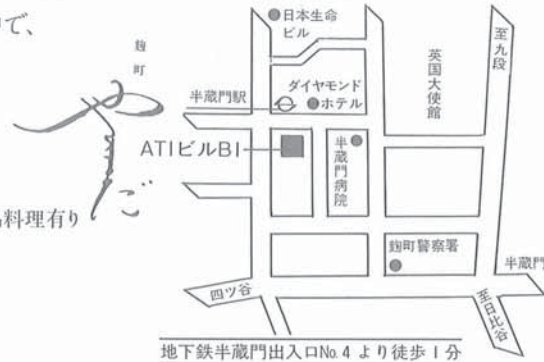 で、
麹町
やすご
料理有り
日本生命
ビル
英国大使館
至九段
ダイヤモンド
ホテル
半蔵門駅
ATIビルB1
半蔵門病院
麹町警察署
半蔵門
四ツ谷
至日比谷
地下鉄半蔵門出入口No.4より徒歩1分